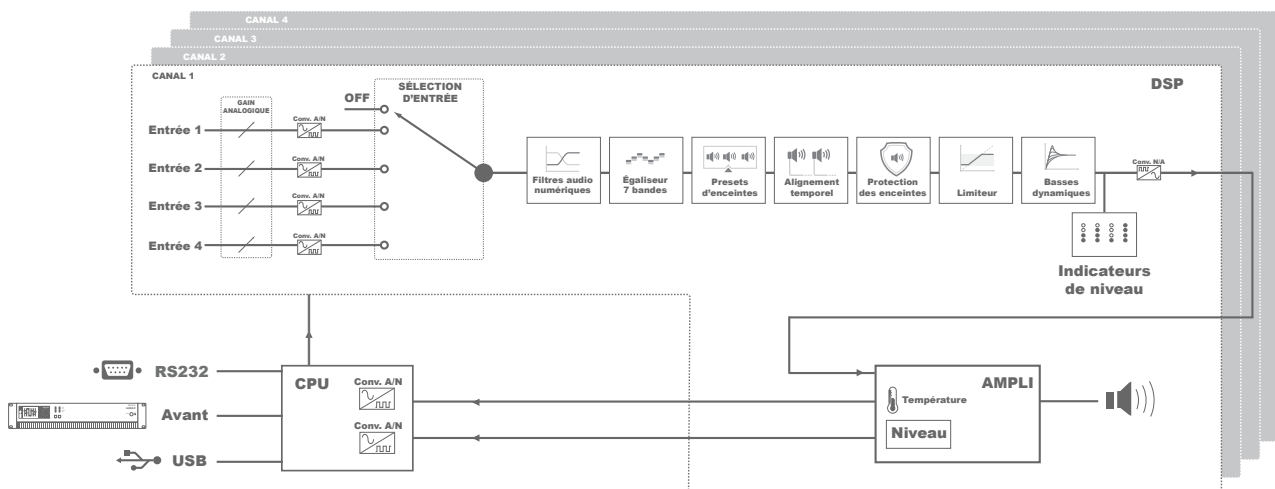 CANAL 4
CANAL 3
CANAL 2
CANAL 1
DSP
SÉLECTION
D'ENTRÉE
OFF
GAIN
ANALOGIQUE
Entrée 1
Conv. A/N
Entrée 2
Conv. A/N
Entrée 3
Conv. A/N
Entrée 4
Conv. A/N
Filtres audio
numériques
Égaliseur
7 bandes
Presets
d'enceintes
Alignement
temporel
Protection
des enceintes
Limiteur
Basses
dynamiques
Conv. N/A
Indicateurs
de niveau
RS232
Avant
USB
CPU
Conv. A/N
Conv. A/N
AMPLI
Température
Niveau